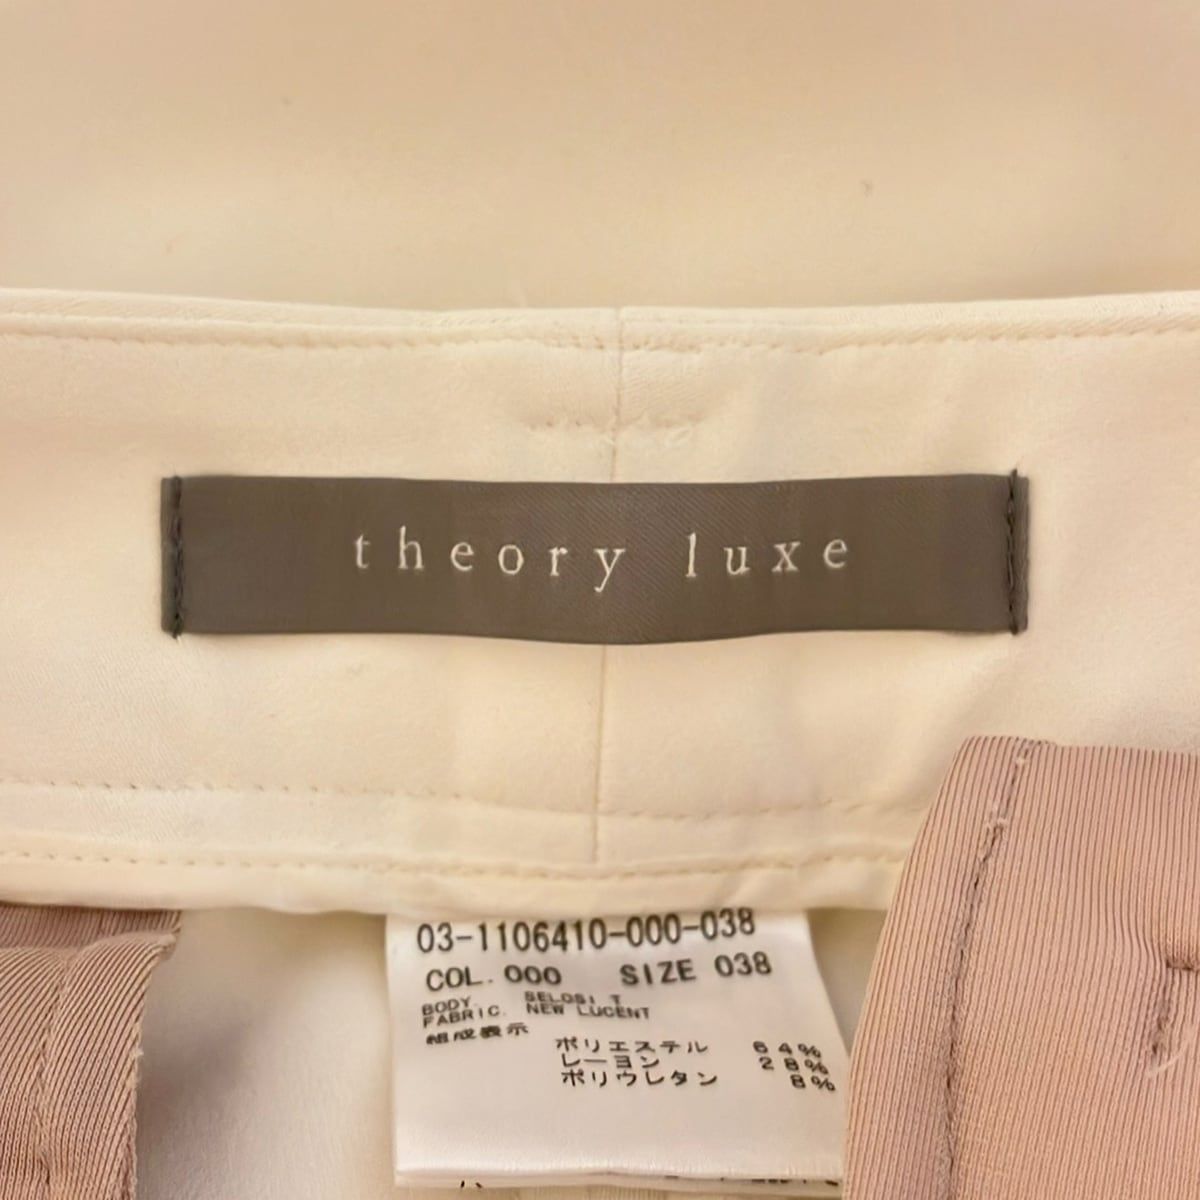 theory luxe
03-1106410-000-038
COL. 000 SIZE 038
BODY. SELOSI T
FABRIC. NEW LUCENT
組成表示
ポリエステル 64%
レーヨン 28%
ポリウレタン 8%